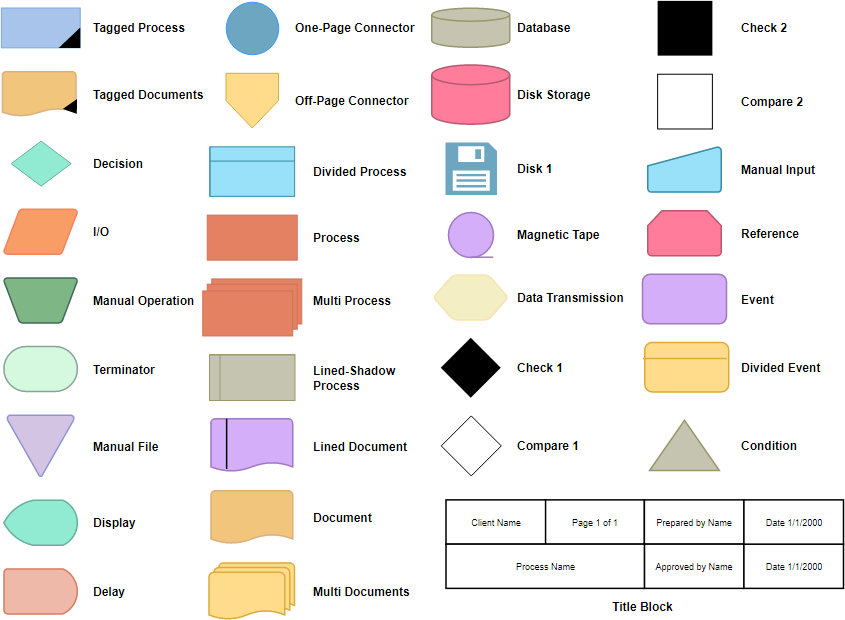 Tagged Process
Tagged Documents
Decision
I/O
Manual Operation
Terminator
Manual File
Display
Delay
One-Page Connector
Off-Page Connector
Divided Process
Process
Multi Process
Lined-Shadow
Process
Lined Document
Document
Multi Documents
Database
Disk Storage
Disk 1
Magnetic Tape
Data Transmission
Check 1
Compare 1
Check 2
Compare 2
Manual Input
Reference
Event
Divided Event
Condition
Client Name
Page 1 of 1
Prepared by Name
Date 1/1/2000
Process Name
Approved by Name
Date 1/1/2000
Title Block